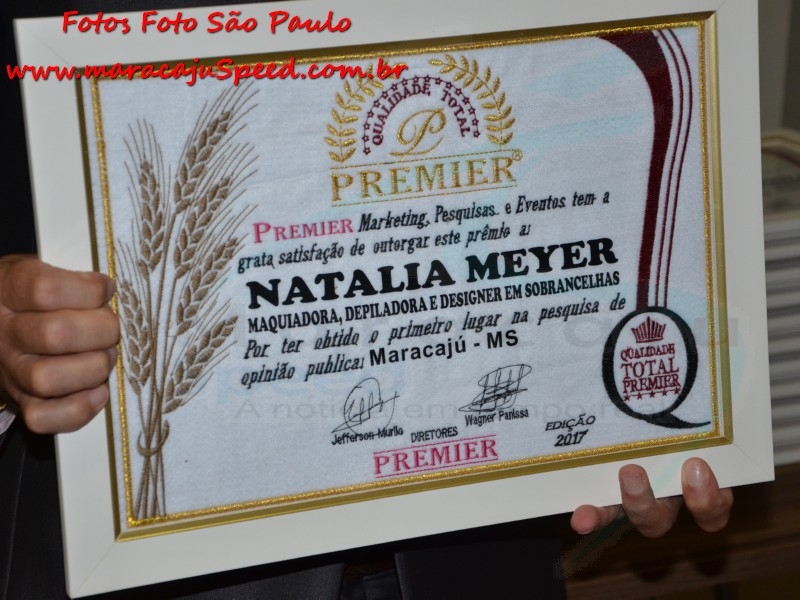 Fotos Foto São Paulo
www.maracajuSpeed.com.br
QUALIDADE TOTAL
P
PREMIER®
PREMIER Marketing, Pesquisas e Eventos tem a
grata satisfação de outorgar este prêmio a:
NATALIA MEYER
MAQUIADORA, DEPILADORA E DESIGNER EM SOBRANCELHAS
Por ter obtido o primeiro lugar na pesquisa de
opinião publica: Maracajú - MS
Jefferson Murilo DIRETORES Wagner Panissa
EDIÇÃO
2017
PREMIER
QUALIDADE
TOTAL
PREMIER